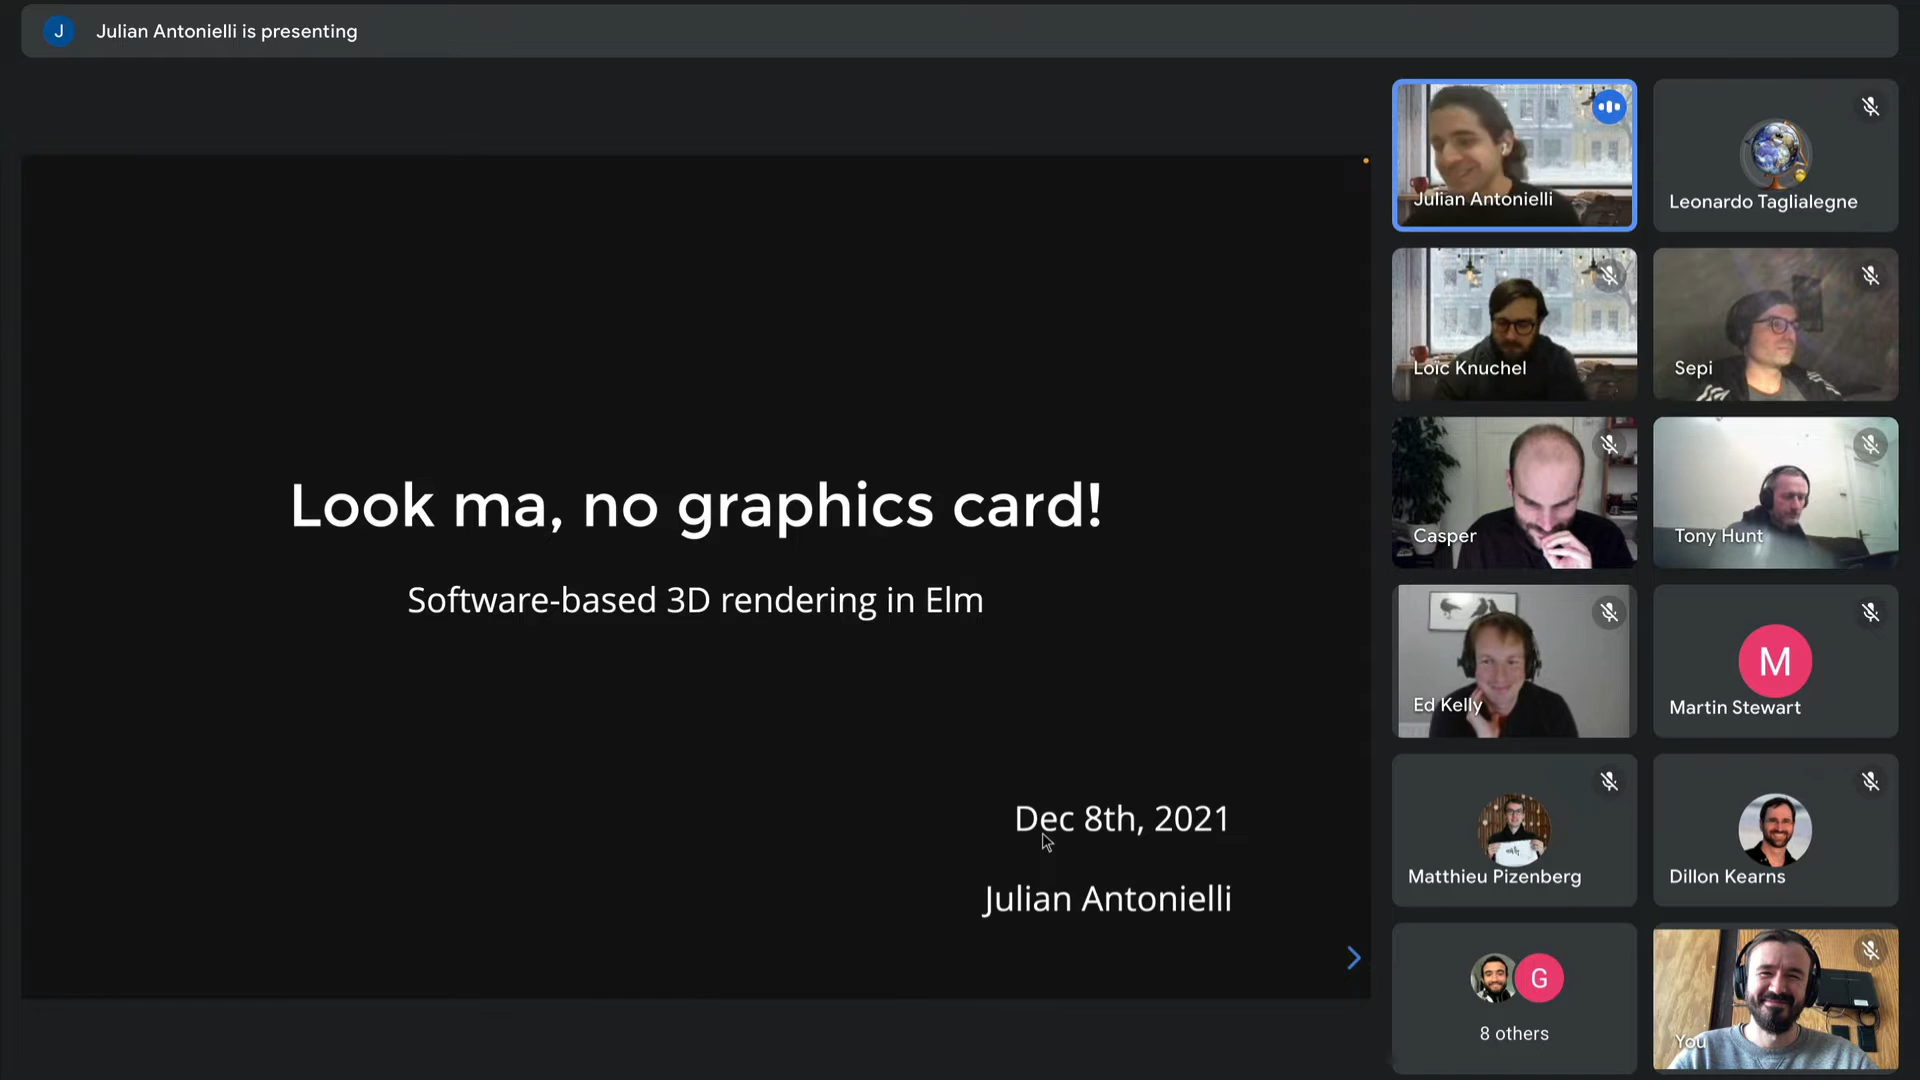 J
Julian Antonielli is presenting
Look ma, no graphics card!
Software-based 3D rendering in Elm
Dec 8th, 2021
Julian Antonielli
Julian Antonielli
Leonardo Taglialegne
Loïc Knuchel
Sepi
Casper
Tony Hunt
Ed Kelly
M
Martin Stewart
Matthieu Pizenberg
Dillon Kearns
G
8 others
You